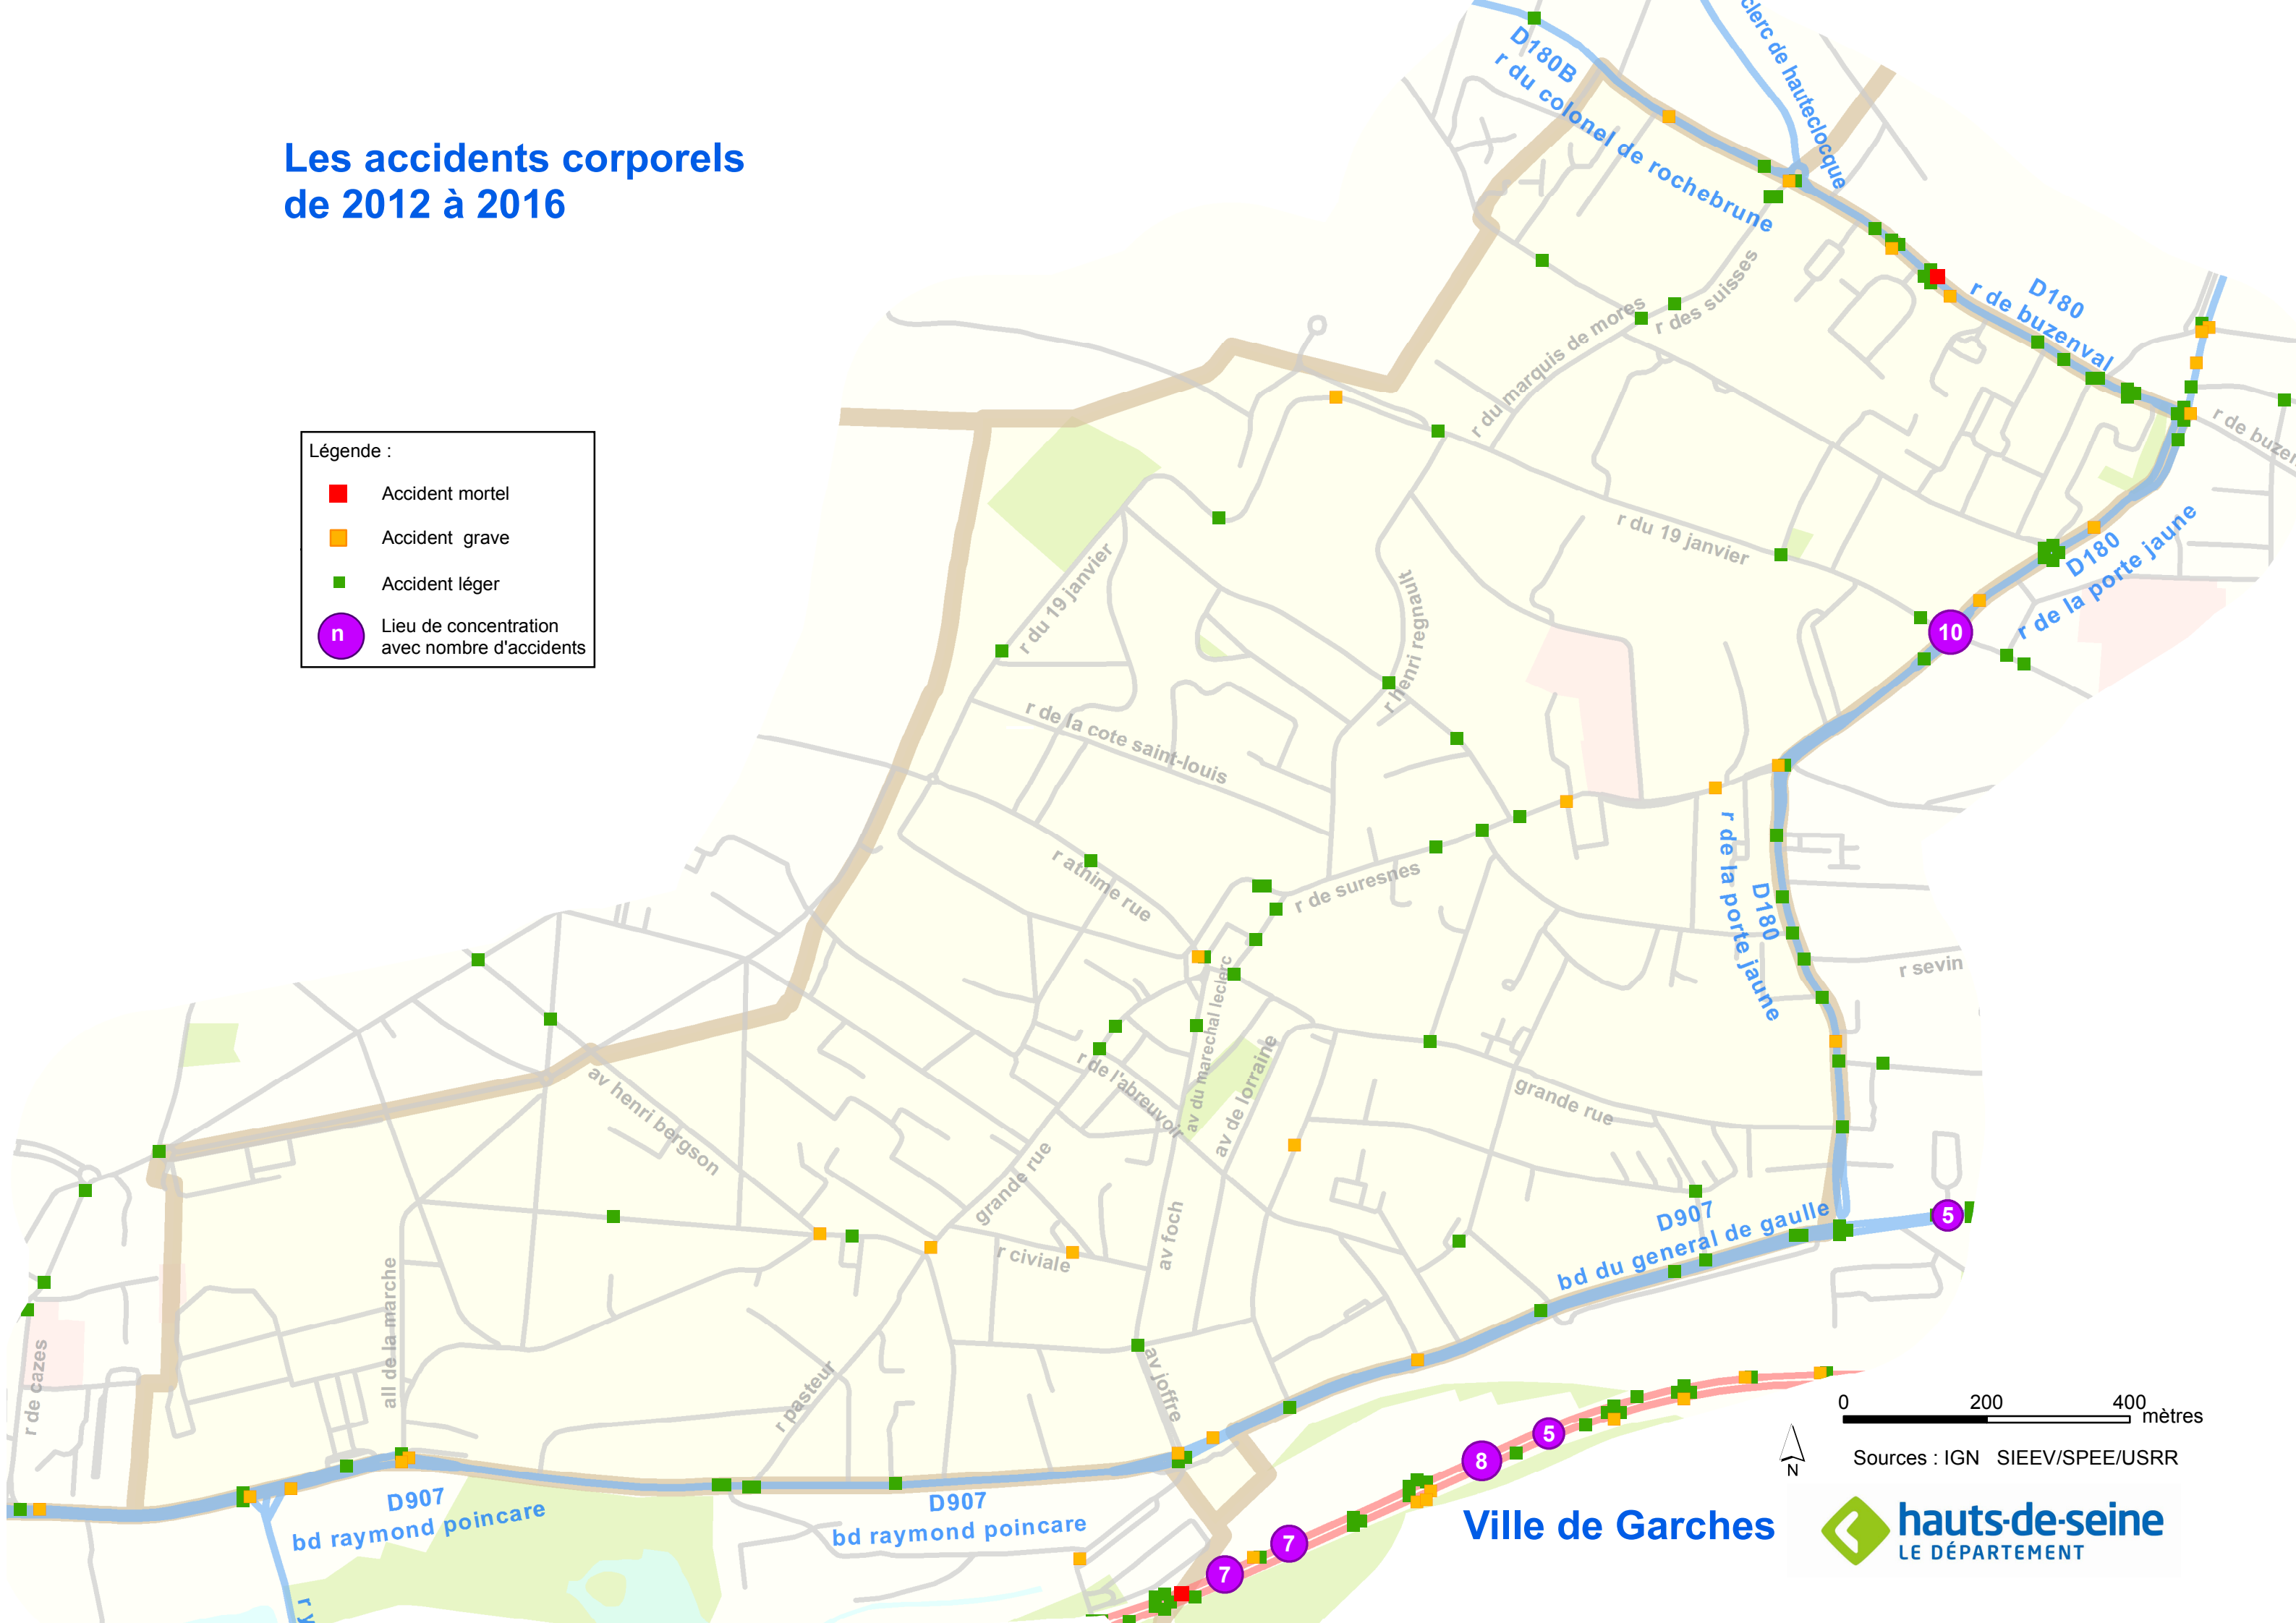 Les accidents corporels
de 2012 à 2016
Légende :
Accident mortel
Accident  grave
Accident léger
n
Lieu de concentration
avec nombre d'accidents
clerc de hauteclocque
D180B
r du colonel de rochebrune
r des suisses
r du marquis de mores
D180
r de buzenval
r de buzen
r du 19 janvier
D180
r de la porte jaune
10
r du 19 janvier
r henri regnault
r de la cote saint-louis
r athime rue
r de suresnes
r de la porte jaune
D180
r sevin
av du marechal leclerc
r de l'abreuvoir
av de lorraine
grande rue
av henri bergson
grande rue
r civiale
av foch
D907
bd du general de gaulle
5
all de la marche
r de cazes
r pasteur
av joffre
D907
bd raymond poincare
D907
bd raymond poincare
5
8
7
7
0 200 400
mètres
N
Sources : IGN   SIEEV/SPEE/USRR
Ville de Garches
hauts-de-seine
LE DÉPARTEMENT